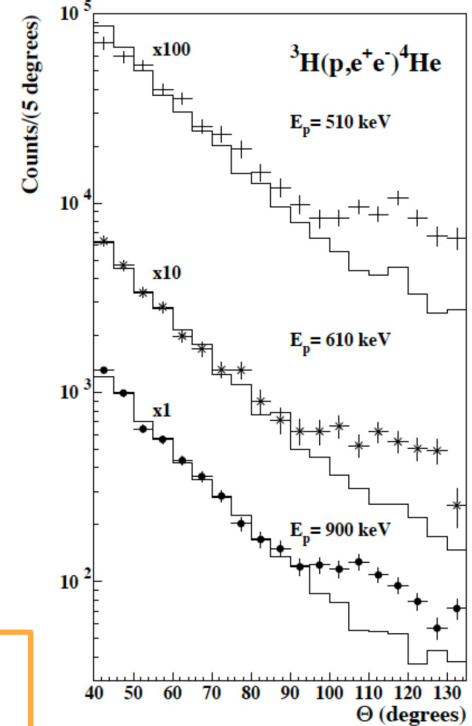 Counts/(5 degrees)
10⁵
x100
³H(p,e⁺e⁻)⁴He
Eₚ= 510 keV
10⁴
x10
Eₚ= 610 keV
10³
x1
Eₚ= 900 keV
10²
40 50 60 70 80 90 100 110 120 130
Θ (degrees)